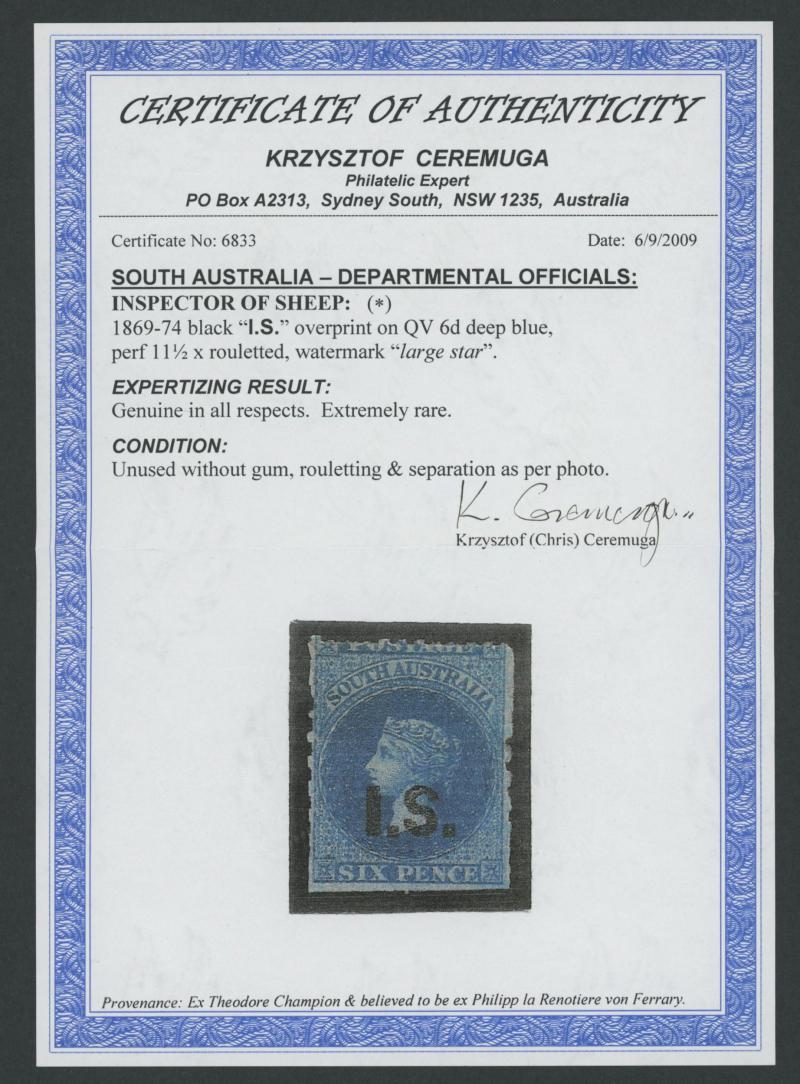 CERTIFICATE OF AUTHENTICITY
KRZYSZTOF CEREMUGA
Philatelic Expert
PO Box A2313, Sydney South, NSW 1235, Australia
Certificate No: 6833 Date: 6/9/2009
SOUTH AUSTRALIA – DEPARTMENTAL OFFICIALS:
INSPECTOR OF SHEEP: (*)
1869-74 black “I.S.” overprint on QV 6d deep blue,
perf 11½ x rouletted, watermark “large star”.
EXPERTIZING RESULT:
Genuine in all respects. Extremely rare.
CONDITION:
Unused without gum, rouletting & separation as per photo.
K. Ceremuga
Krzysztof (Chris) Ceremuga
POSTAGE
SOUTH AUSTRALIA
I.S.
SIX PENCE
Provenance: Ex Theodore Champion & believed to be ex Philipp la Renotiere von Ferrary.